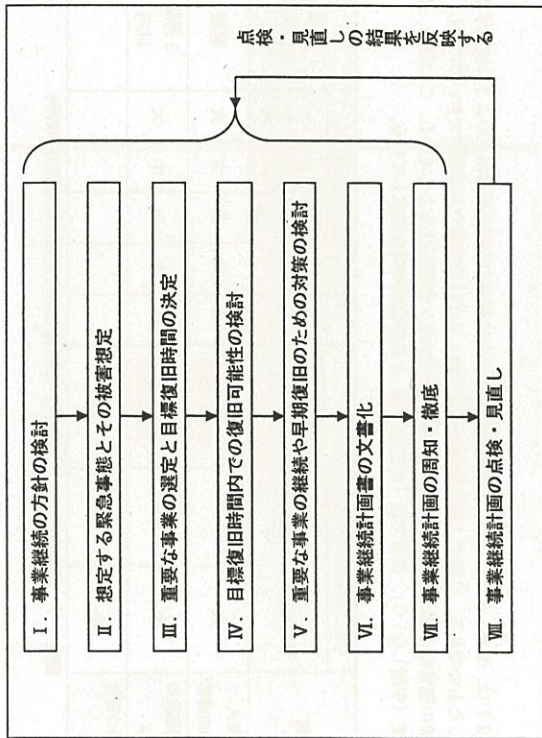 Ⅰ．事業継続の方針の検討
Ⅱ．想定する緊急事態とその被害想定
Ⅲ．重要な事業の選定と目標復旧時間の決定
Ⅳ．目標復旧時間内での復旧可能性の検討
Ⅴ．重要な事業の継続や早期復旧のための対策の検討
Ⅵ．事業継続計画書の文書化
Ⅶ．事業継続計画の周知・徹底
Ⅷ．事業継続計画の点検・見直し
点検・見直しの結果を反映する